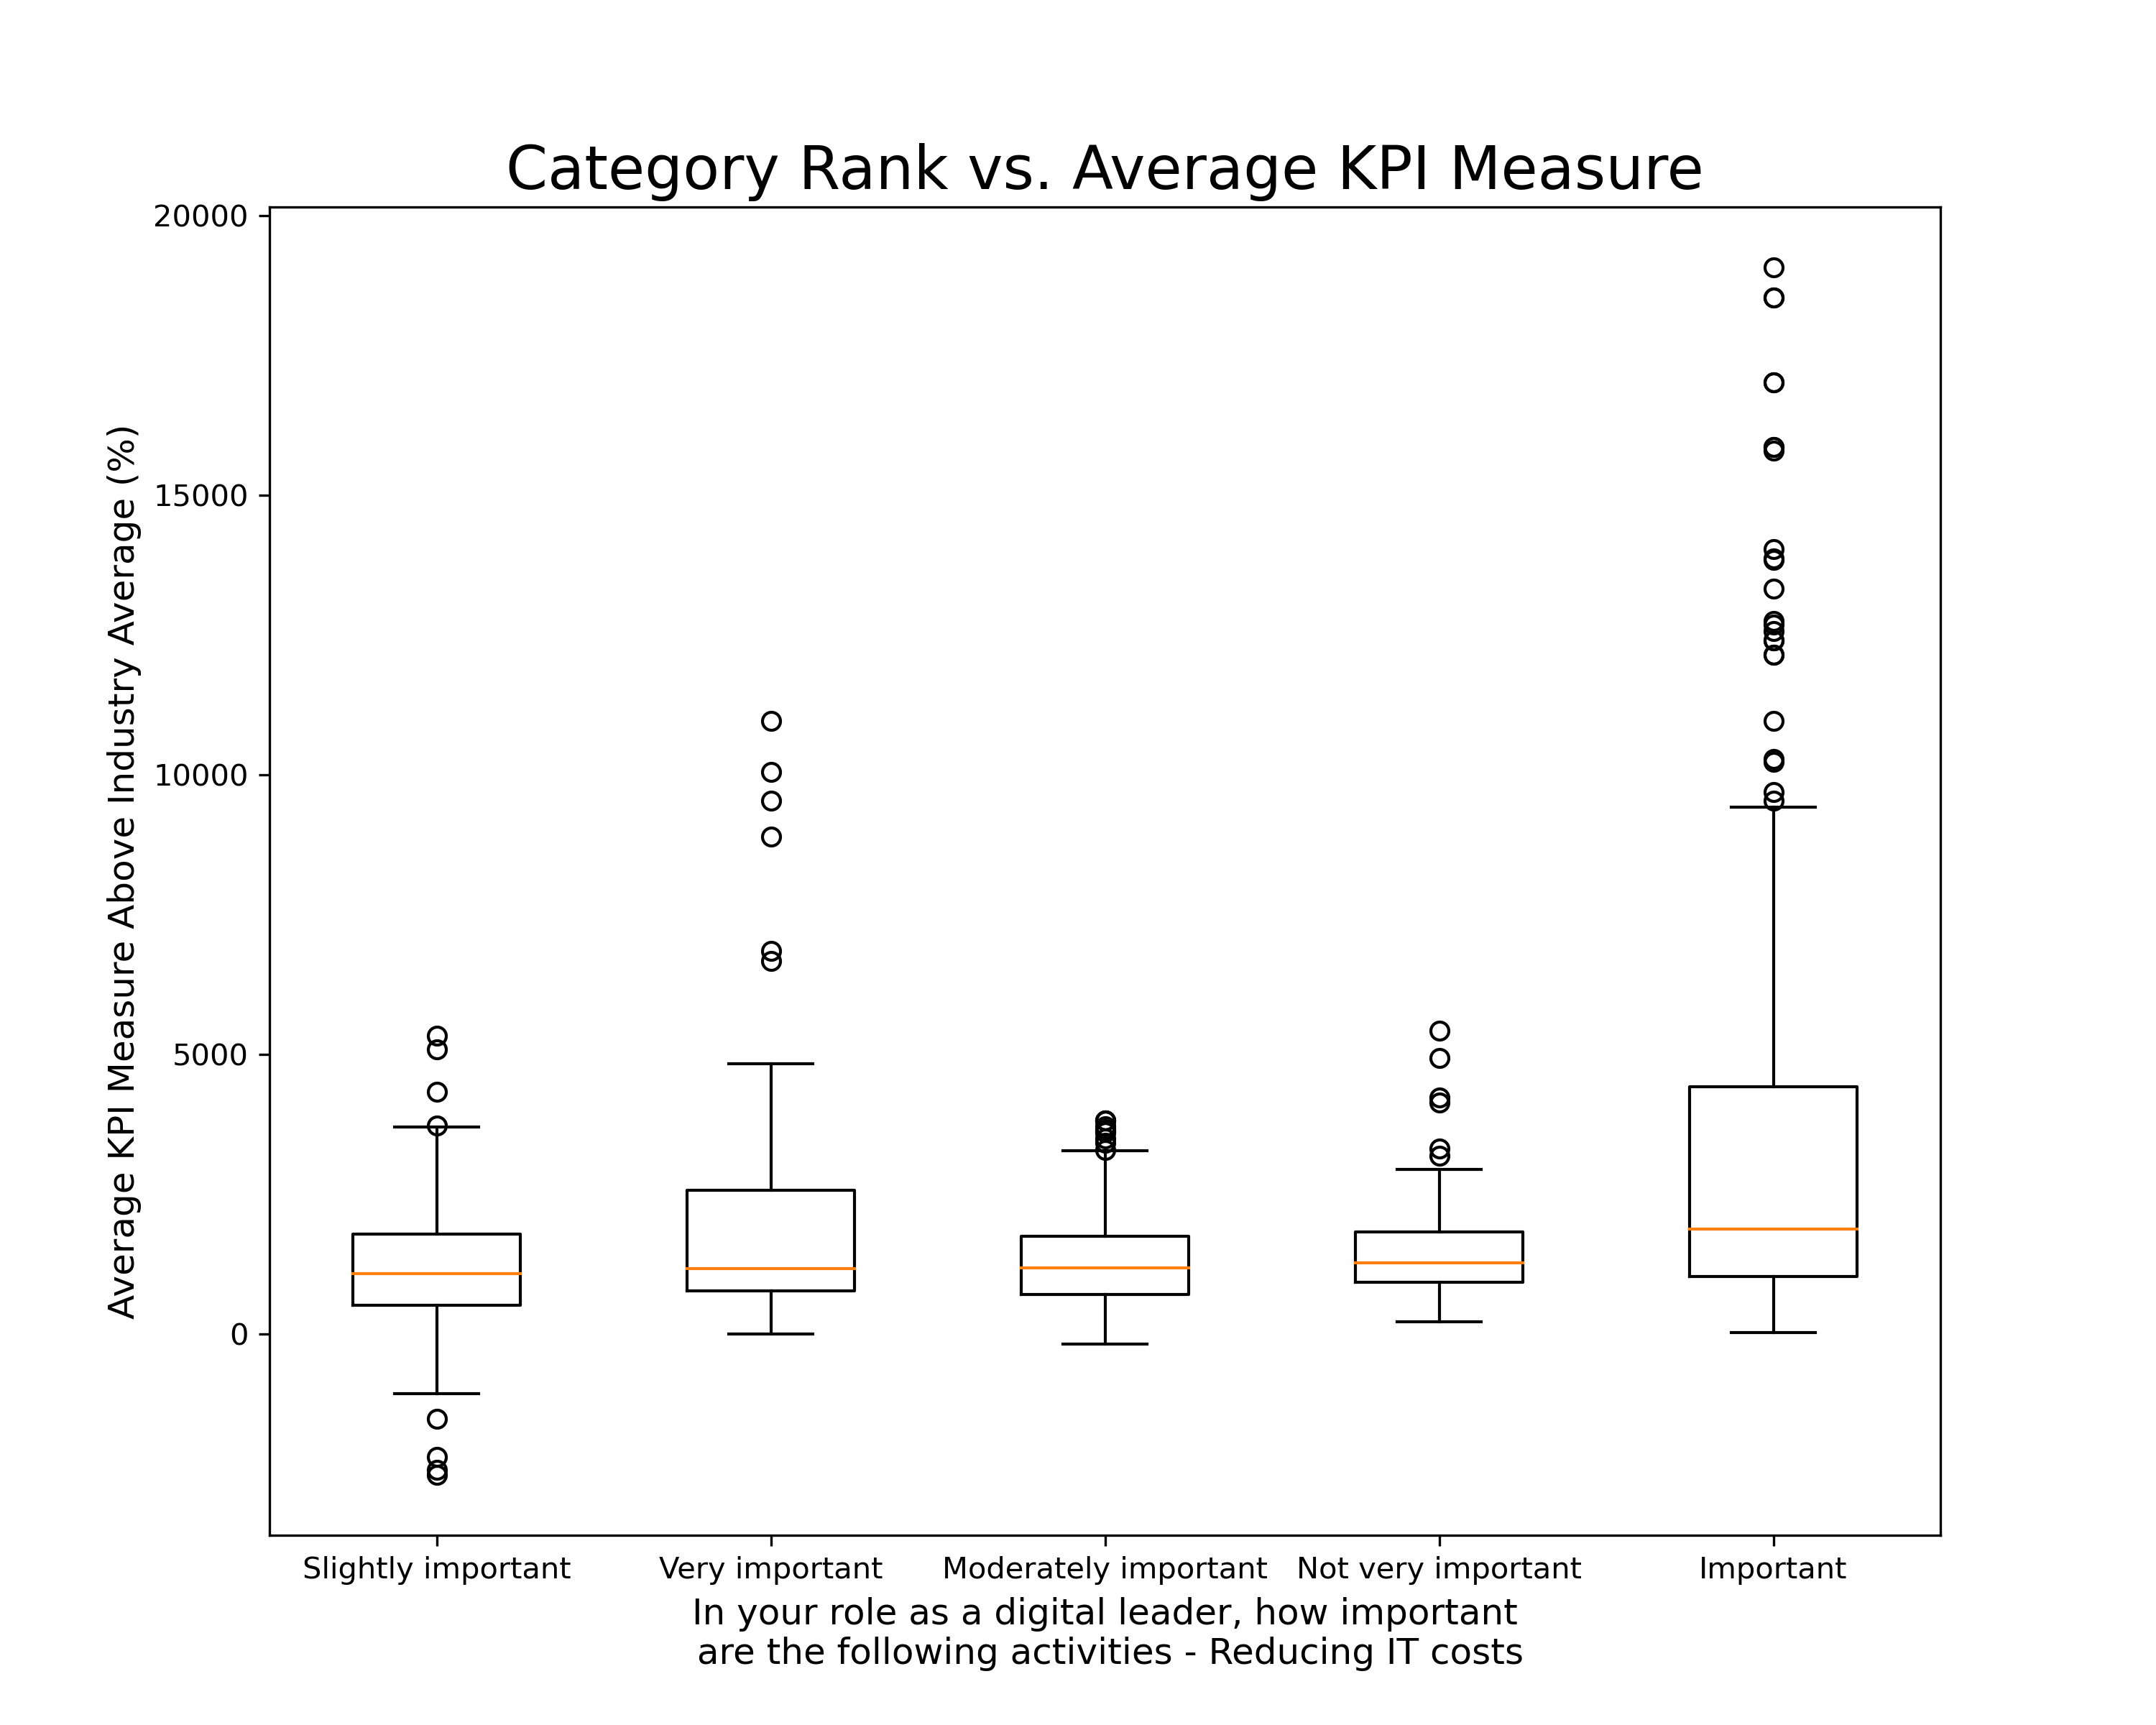 Category Rank vs. Average KPI Measure
Average KPI Measure Above Industry Average (%)
20000
15000
10000
5000
0
Slightly important
Very important
Moderately important
Not very important
Important
In your role as a digital leader, how important
are the following activities - Reducing IT costs